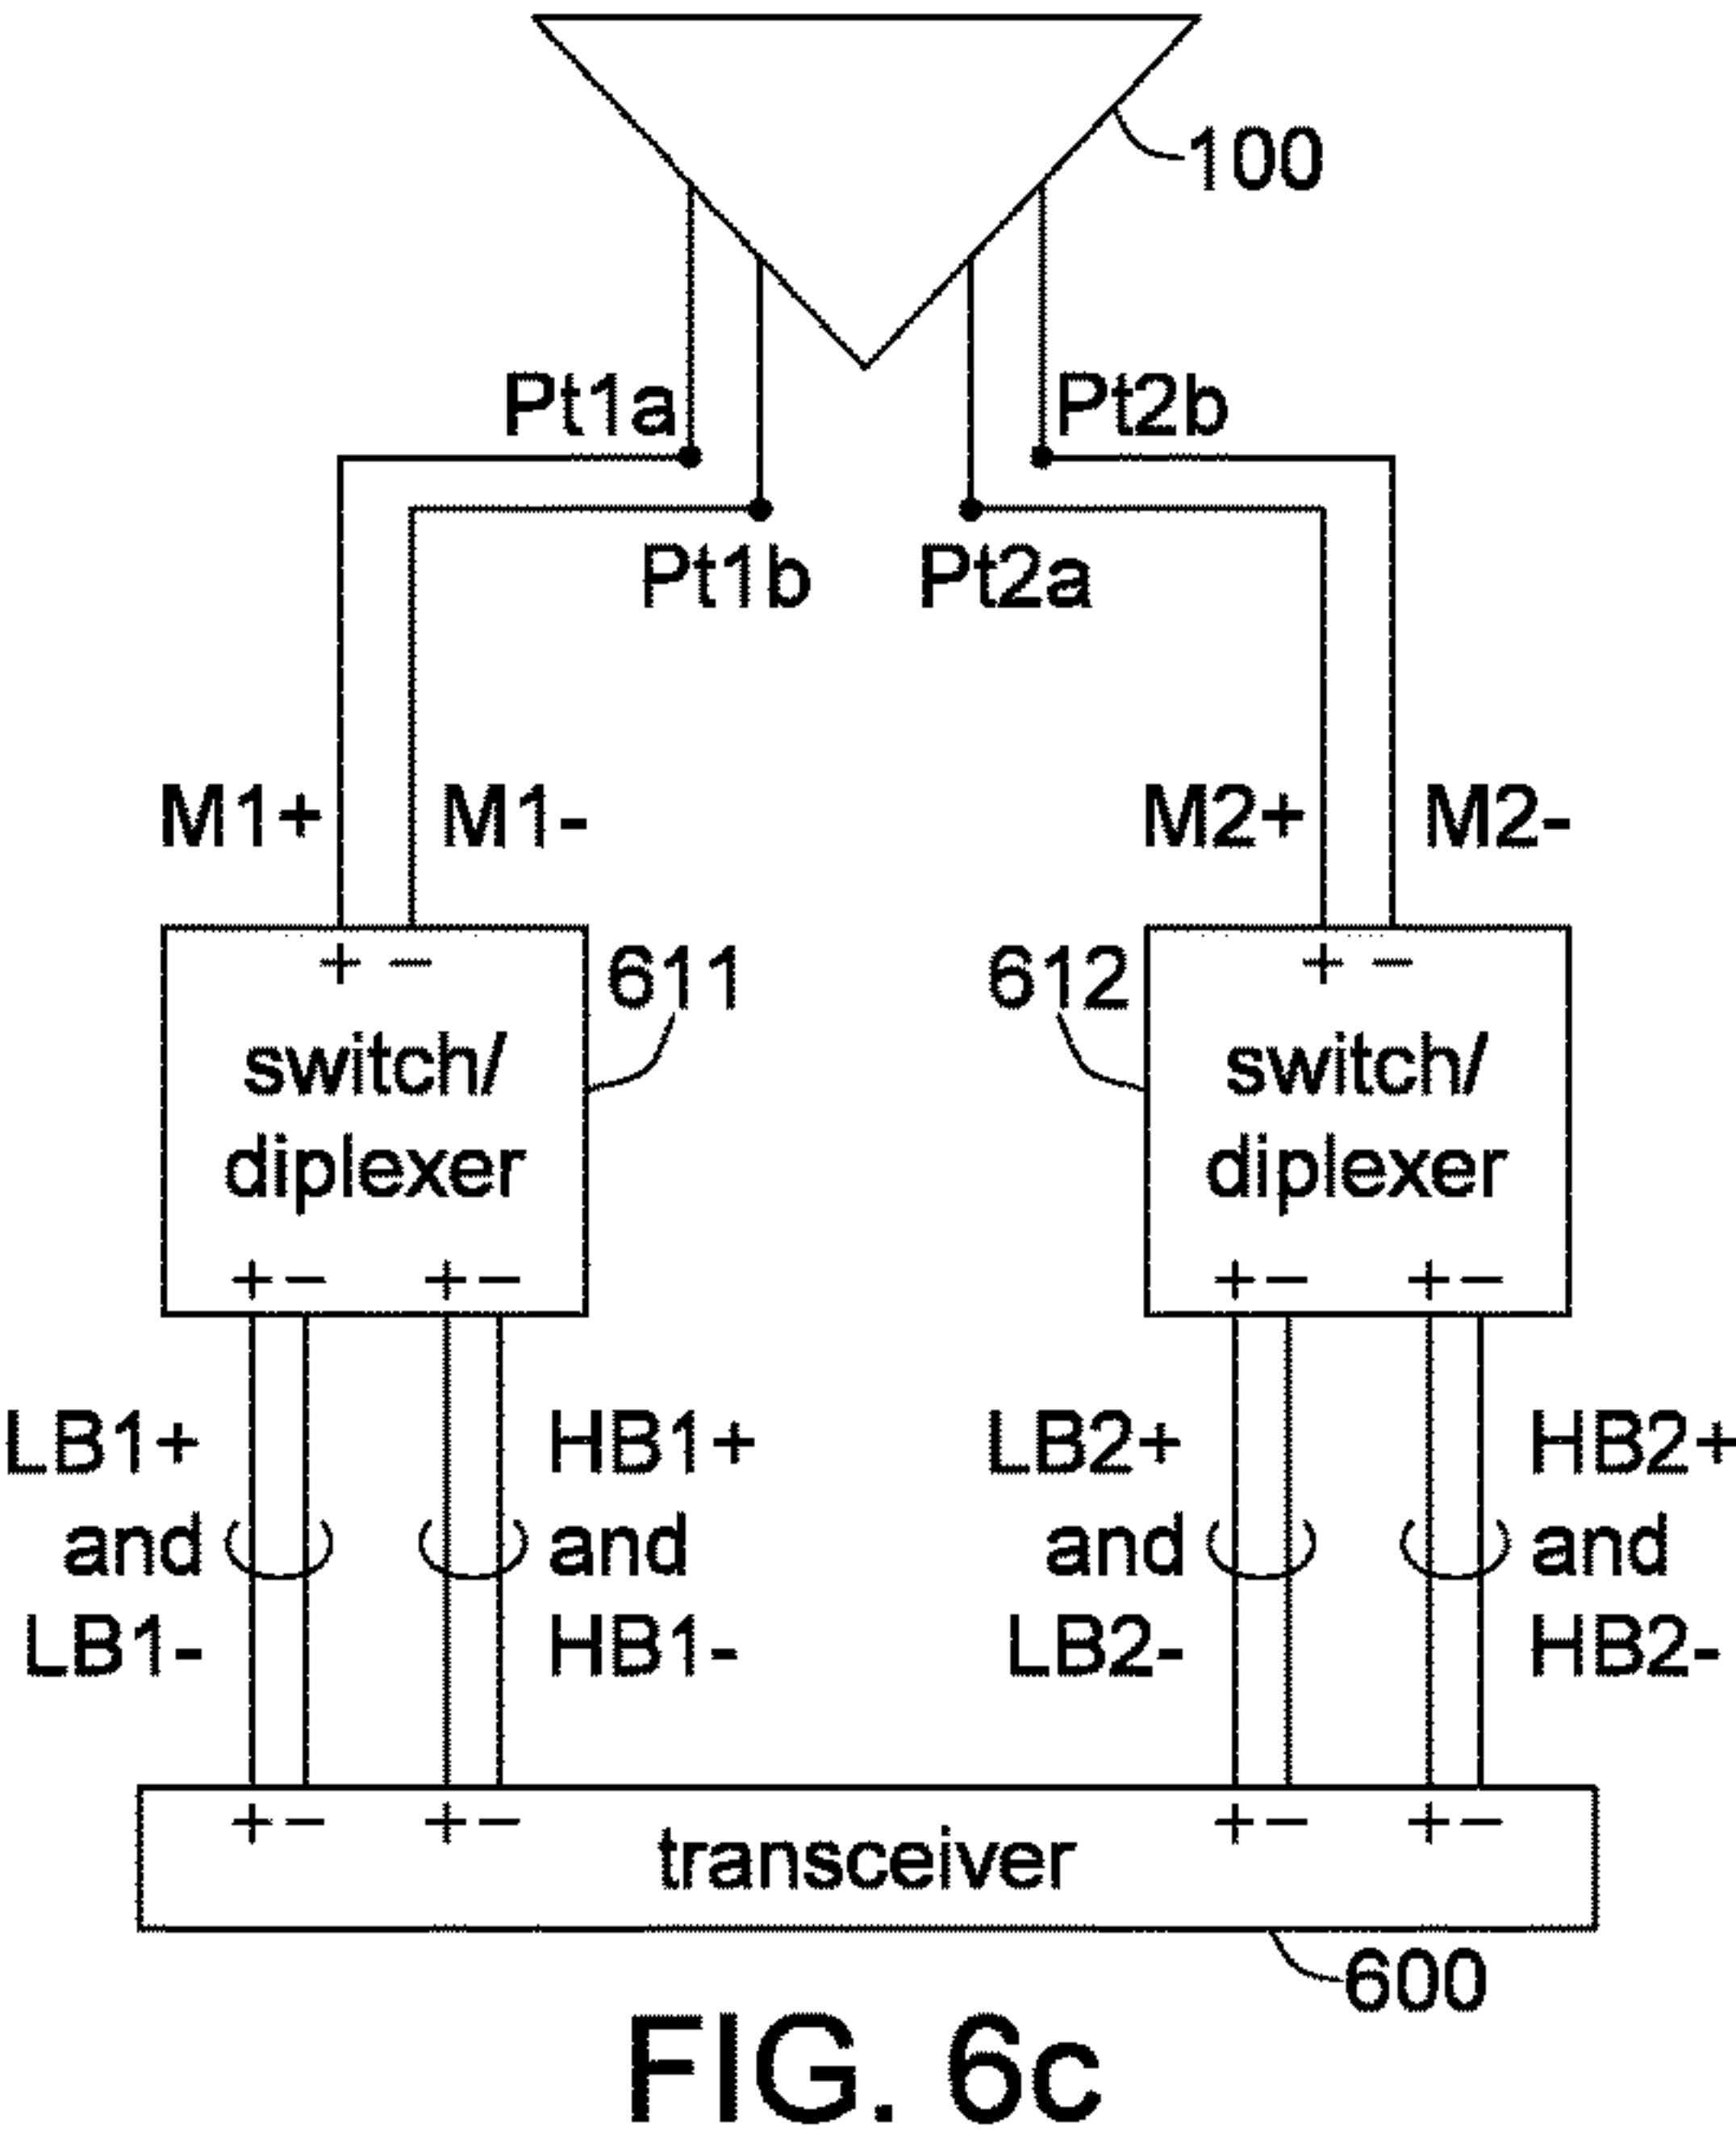 100
Pt1a
Pt2b
Pt1b
Pt2a
M1+
M1-
M2+
M2-
+ -
611
612
+ -
switch/
diplexer
switch/
diplexer
+ -
+ -
+ -
+ -
LB1+
and
LB1-
HB1+
and
HB1-
LB2+
and
LB2-
HB2+
and
HB2-
+ -
+ -
+ -
+ -
transceiver
600
FIG. 6c